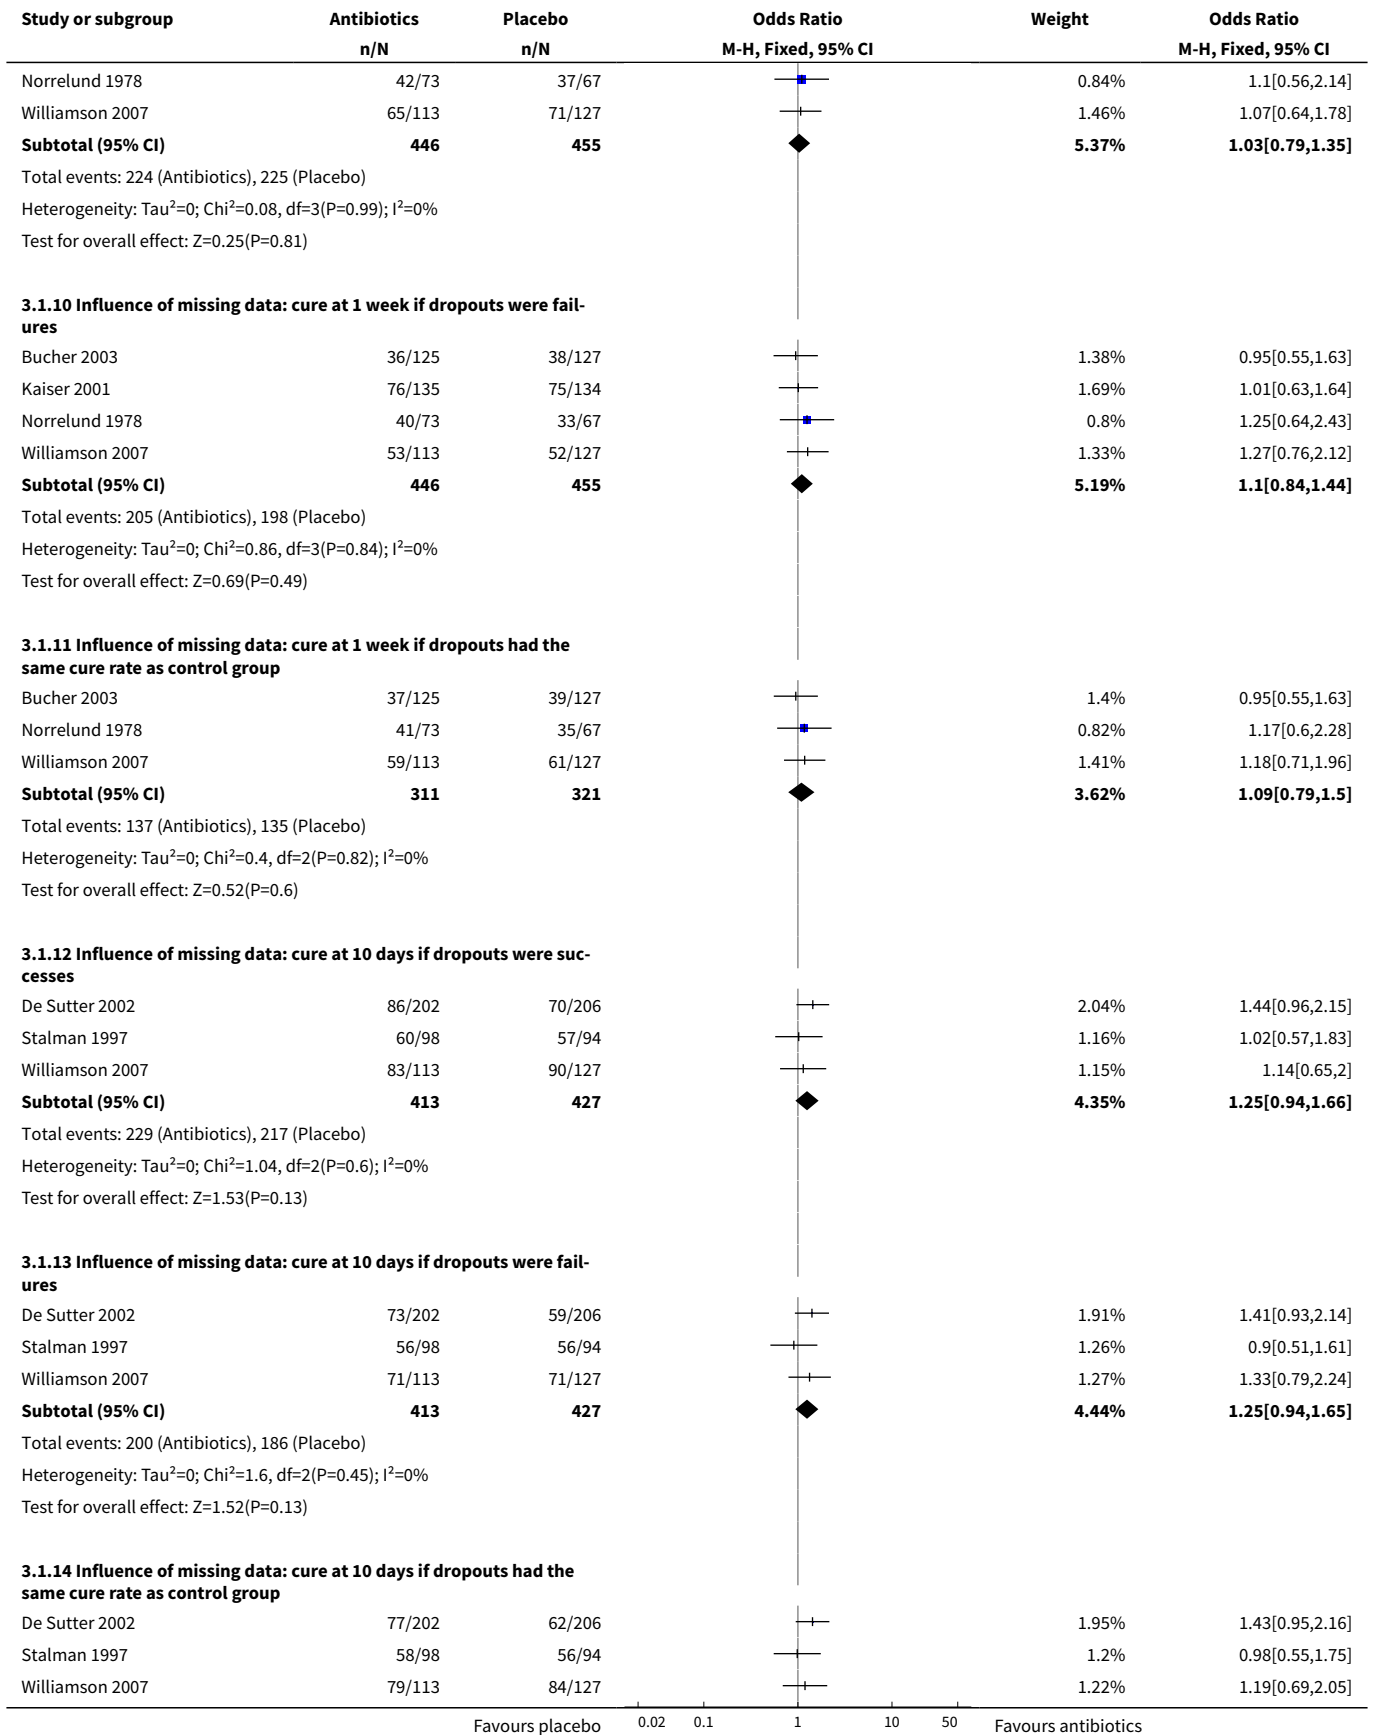 Study or subgroup Antibiotics Placebo Odds Ratio Weight Odds Ratio
n/N n/N M-H, Fixed, 95% CI M-H, Fixed, 95% CI
Norrelund 1978 42/73 37/67 0.84% 1.1[0.56,2.14]
Williamson 2007 65/113 71/127 1.46% 1.07[0.64,1.78]
Subtotal (95% CI) 446 455 5.37% 1.03[0.79,1.35]
Total events: 224 (Antibiotics), 225 (Placebo)
Heterogeneity: Tau²=0; Chi²=0.08, df=3(P=0.99); I²=0%
Test for overall effect: Z=0.25(P=0.81)
3.1.10 Influence of missing data: cure at 1 week if dropouts were fail-
ures
Bucher 2003 36/125 38/127 1.38% 0.95[0.55,1.63]
Kaiser 2001 76/135 75/134 1.69% 1.01[0.63,1.64]
Norrelund 1978 40/73 33/67 0.8% 1.25[0.64,2.43]
Williamson 2007 53/113 52/127 1.33% 1.27[0.76,2.12]
Subtotal (95% CI) 446 455 5.19% 1.1[0.84,1.44]
Total events: 205 (Antibiotics), 198 (Placebo)
Heterogeneity: Tau²=0; Chi²=0.86, df=3(P=0.84); I²=0%
Test for overall effect: Z=0.69(P=0.49)
3.1.11 Influence of missing data: cure at 1 week if dropouts had the
same cure rate as control group
Bucher 2003 37/125 39/127 1.4% 0.95[0.55,1.63]
Norrelund 1978 41/73 35/67 0.82% 1.17[0.6,2.28]
Williamson 2007 59/113 61/127 1.41% 1.18[0.71,1.96]
Subtotal (95% CI) 311 321 3.62% 1.09[0.79,1.5]
Total events: 137 (Antibiotics), 135 (Placebo)
Heterogeneity: Tau²=0; Chi²=0.4, df=2(P=0.82); I²=0%
Test for overall effect: Z=0.52(P=0.6)
3.1.12 Influence of missing data: cure at 10 days if dropouts were suc-
cesses
De Sutter 2002 86/202 70/206 2.04% 1.44[0.96,2.15]
Stalman 1997 60/98 57/94 1.16% 1.02[0.57,1.83]
Williamson 2007 83/113 90/127 1.15% 1.14[0.65,2]
Subtotal (95% CI) 413 427 4.35% 1.25[0.94,1.66]
Total events: 229 (Antibiotics), 217 (Placebo)
Heterogeneity: Tau²=0; Chi²=1.04, df=2(P=0.6); I²=0%
Test for overall effect: Z=1.53(P=0.13)
3.1.13 Influence of missing data: cure at 10 days if dropouts were fail-
ures
De Sutter 2002 73/202 59/206 1.91% 1.41[0.93,2.14]
Stalman 1997 56/98 56/94 1.26% 0.9[0.51,1.61]
Williamson 2007 71/113 71/127 1.27% 1.33[0.79,2.24]
Subtotal (95% CI) 413 427 4.44% 1.25[0.94,1.65]
Total events: 200 (Antibiotics), 186 (Placebo)
Heterogeneity: Tau²=0; Chi²=1.6, df=2(P=0.45); I²=0%
Test for overall effect: Z=1.52(P=0.13)
3.1.14 Influence of missing data: cure at 10 days if dropouts had the
same cure rate as control group
De Sutter 2002 77/202 62/206 1.95% 1.43[0.95,2.16]
Stalman 1997 58/98 56/94 1.2% 0.98[0.55,1.75]
Williamson 2007 79/113 84/127 1.22% 1.19[0.69,2.05]
Favours placebo 0.02 0.1 1 10 50 Favours antibiotics